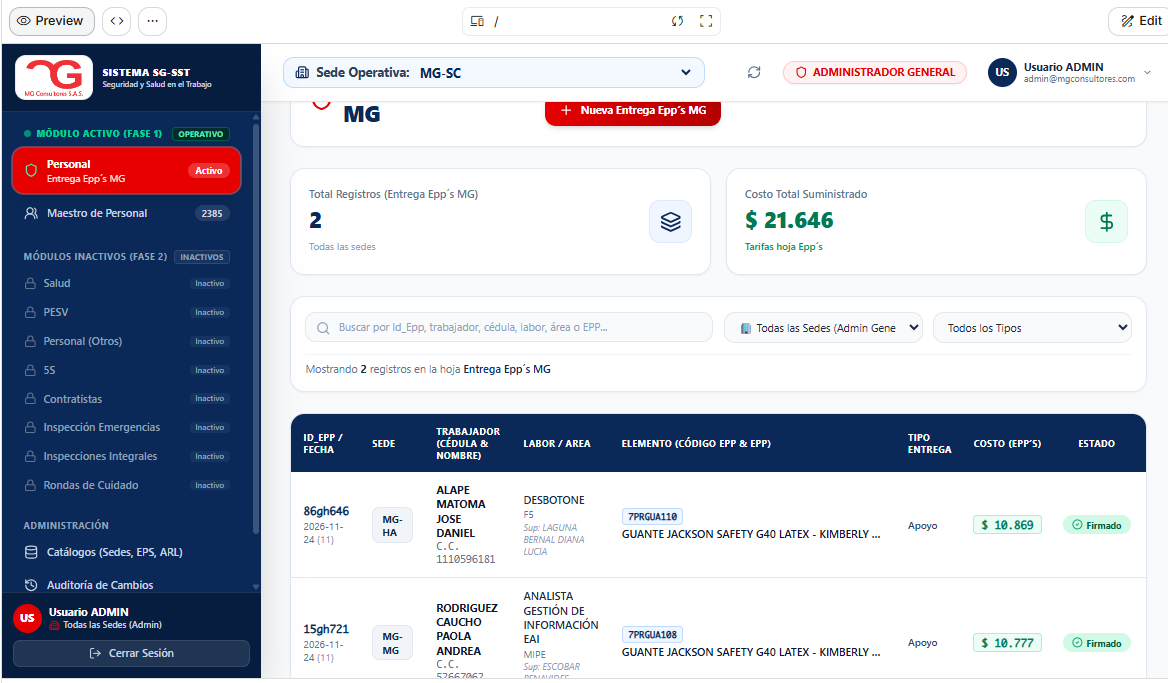 Preview
/
Edit
MG
MG Consultores S.A.S.
SISTEMA SG-SST
Seguridad y Salud en el Trabajo
MÓDULO ACTIVO (FASE 1) OPERATIVO
Personal
Entrega Epp´s MG
Activo
Maestro de Personal 2385
MÓDULOS INACTIVOS (FASE 2) INACTIVOS
Salud Inactivo
PESV Inactivo
Personal (Otros) Inactivo
5S Inactivo
Contratistas Inactivo
Inspección Emergencias Inactivo
Inspecciones Integrales Inactivo
Rondas de Cuidado Inactivo
ADMINISTRACIÓN
Catálogos (Sedes, EPS, ARL)
Auditoría de Cambios
US
Usuario ADMIN
Todas las Sedes (Admin)
Cerrar Sesión
Sede Operativa: MG-SC
ADMINISTRADOR GENERAL
US
Usuario ADMIN
admin@mgconsultores.com
MG
+ Nueva Entrega Epp´s MG
Total Registros (Entrega Epp´s MG)
2
Todas las sedes
Costo Total Suministrado
$ 21.646
Tarifas hoja Epp´s
$
Buscar por Id_Epp, trabajador, cédula, labor, área o EPP...
Todas las Sedes (Admin Gene
Todos los Tipos
Mostrando 2 registros en la hoja Entrega Epp´s MG
ID_EPP /
FECHA
SEDE
TRABAJADOR
(CÉDULA &
NOMBRE)
LABOR / AREA
ELEMENTO (CÓDIGO EPP & EPP)
TIPO
ENTREGA
COSTO (EPP´S)
ESTADO
86gh646
2026-11-
24 (11)
MG-
HA
ALAPE
MATOMA
JOSE
DANIEL
C.C.
1110596181
DESBOTONE
F5
Sup: LAGUNA
BERNAL DIANA
LUCIA
7PRGUA110
GUANTE JACKSON SAFETY G40 LATEX - KIMBERLY ...
Apoyo
$ 10.869
Firmado
15gh721
2026-11-
24 (11)
MG-
MG
RODRIGUEZ
CAUCHO
PAOLA
ANDREA
C.C.
52667062
ANALISTA
GESTIÓN DE
INFORMACIÓN
EAI
MIPE
Sup: ESCOBAR
BENAVIDES
7PRGUA108
GUANTE JACKSON SAFETY G40 LATEX - KIMBERLY ...
Apoyo
$ 10.777
Firmado